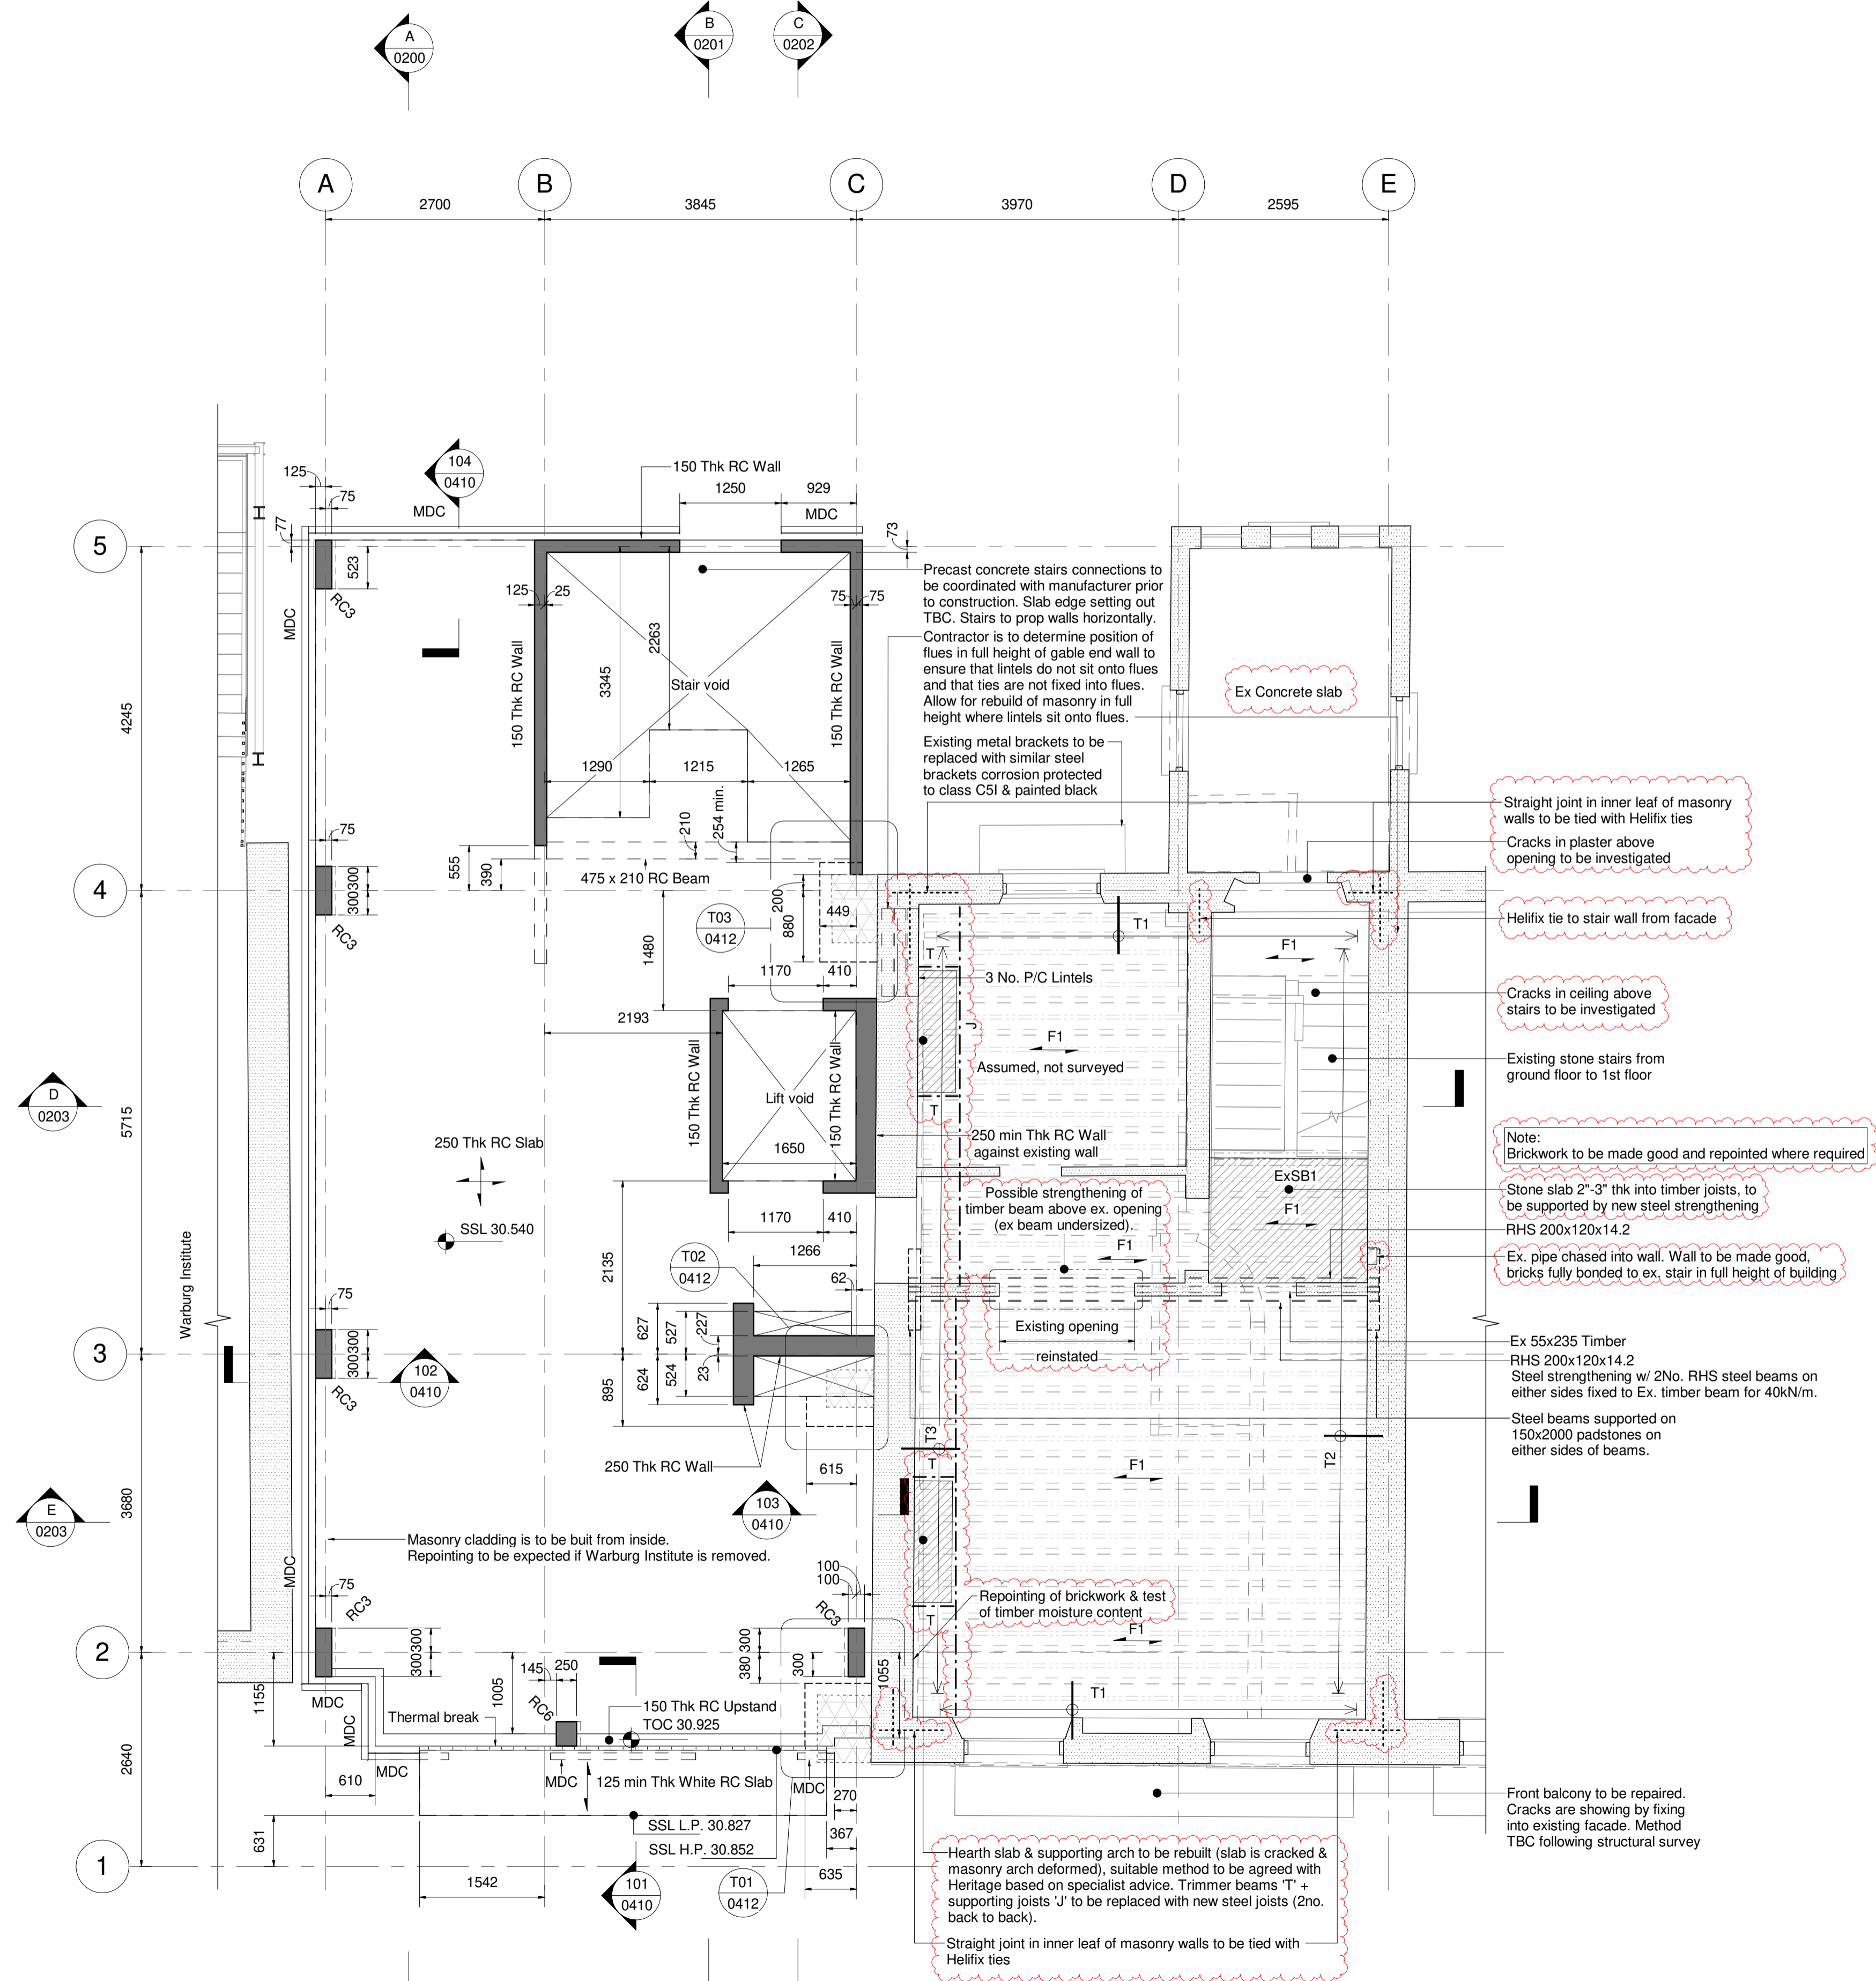 A
0200
B
0201
C
0202
A
B
C
D
E
2700
3845
3970
2595
104
0410
150 Thk RC Wall
125
75
1250
929
MDC
MDC
77
73
5
523
RC3
MDC
125
25
75
75
Precast concrete stairs connections to
be coordinated with manufacturer prior
to construction. Slab edge setting out
TBC. Stairs to prop walls horizontally.
Contractor is to determine position of
flues in full height of gable end wall to
ensure that lintels do not sit onto flues
and that ties are not fixed into flues.
Allow for rebuild of masonry in full
height where lintels sit onto flues.
150 Thk RC Wall
2263
3345
Stair void
150 Thk RC Wall
Ex Concrete slab
4245
Existing metal brackets to be
replaced with similar steel
brackets corrosion protected
to class C5I & painted black
1290
1215
1265
Straight joint in inner leaf of masonry
walls to be tied with Helifix ties
Cracks in plaster above
opening to be investigated
75
210
254 min.
555
390
475 x 210 RC Beam
4
300
300
RC3
200
880
449
T03
0412
T1
Helifix tie to stair wall from facade
F1
1480
T
3 No. P/C Lintels
1170
410
Cracks in ceiling above
stairs to be investigated
2193
J
F1
Assumed, not surveyed
150 Thk RC Wall
150 Thk RC Wall
Lift void
Existing stone stairs from
ground floor to 1st floor
D
0203
5715
T
250 Thk RC Slab
1650
250 min Thk RC Wall
against existing wall
Note:
Brickwork to be made good and repointed where required
ExSB1
F1
Stone slab 2"-3" thk into timber joists, to
be supported by new steel strengthening
Possible strengthening of
timber beam above ex. opening
(ex beam undersized).
SSL 30.540
1170
410
RHS 200x120x14.2
F1
Ex. pipe chased into wall. Wall to be made good,
bricks fully bonded to ex. stair in full height of building
1266
T02
0412
62
2135
Warburg Institute
75
627
527
227
Existing opening
reinstated
Ex 55x235 Timber
3
300
300
RC3
102
0410
23
624
524
895
RHS 200x120x14.2
Steel strengthening w/ 2No. RHS steel beams on
either sides fixed to Ex. timber beam for 40kN/m.
Steel beams supported on
150x2000 padstones on
either sides of beams.
T3
T2
250 Thk RC Wall
615
T
F1
103
0410
E
0203
3680
Masonry cladding is to be buit from inside.
Repointing to be expected if Warburg Institute is removed.
MDC
75
RC3
100
100
RC3
Repointing of brickwork & test
of timber moisture content
T
F1
2
300
300
300
380
300
1055
1155
145
250
1005
RC6
T1
MDC
MDC
Thermal break
150 Thk RC Upstand
TOC 30.925
2640
MDC
610
MDC
125 min Thk White RC Slab
MDC
270
Front balcony to be repaired.
Cracks are showing by fixing
into existing facade. Method
TBC following structural survey
631
SSL L.P. 30.827
SSL H.P. 30.852
367
1
635
1542
101
0410
T01
0412
Hearth slab & supporting arch to be rebuilt (slab is cracked &
masonry arch deformed), suitable method to be agreed with
Heritage based on specialist advice. Trimmer beams 'T' +
supporting joists 'J' to be replaced with new steel joists (2no.
back to back).
Straight joint in inner leaf of masonry walls to be tied with
Helifix ties